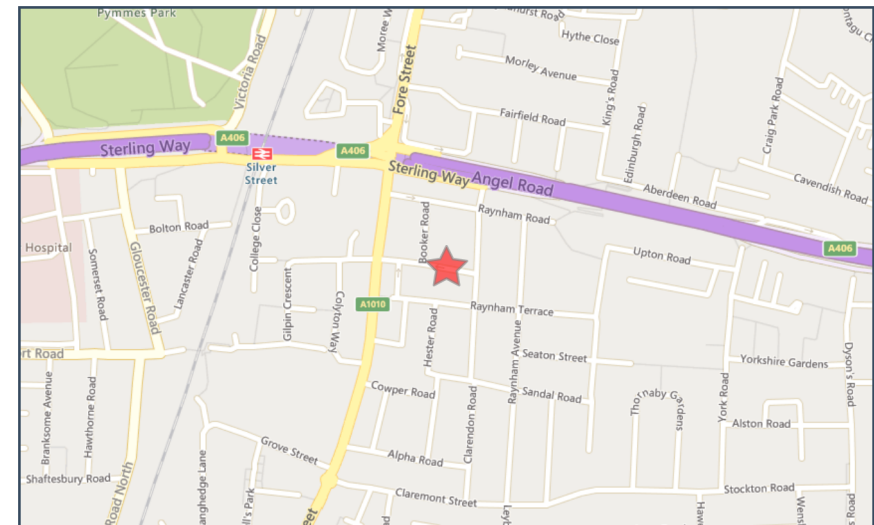 Pymmes Park
Victoria Road
Moree W
Fore Street
Hythe Close
Morley Avenue
King's Road
Fairfield Road
Edinburgh Road
Craig Park Road
Cavendish Road
Aberdeen Road
A406
Sterling Way
A406
Silver
Street
Sterling Way
Angel Road
A406
Hospital
Somerset Road
Gloucester Road
Bolton Road
Lancaster Road
College Close
Gilpin Crescent
Colyton Way
A1010
Booker Road
Raynham Road
Upton Road
Hester Road
Raynham Terrace
Raynham Avenue
Seaton Street
Sandal Road
Clarendon Road
Cowper Road
Alpha Road
Claremont Street
Grove Street
rt Road
Branksome Avenue
Hawthorne Road
Shaftesbury Road
Road North
anghedge Lane
ll's Park
eet
Thornaby Gardens
York Road
Yorkshire Gardens
Dyson's Road
Alston Road
Stockton Road